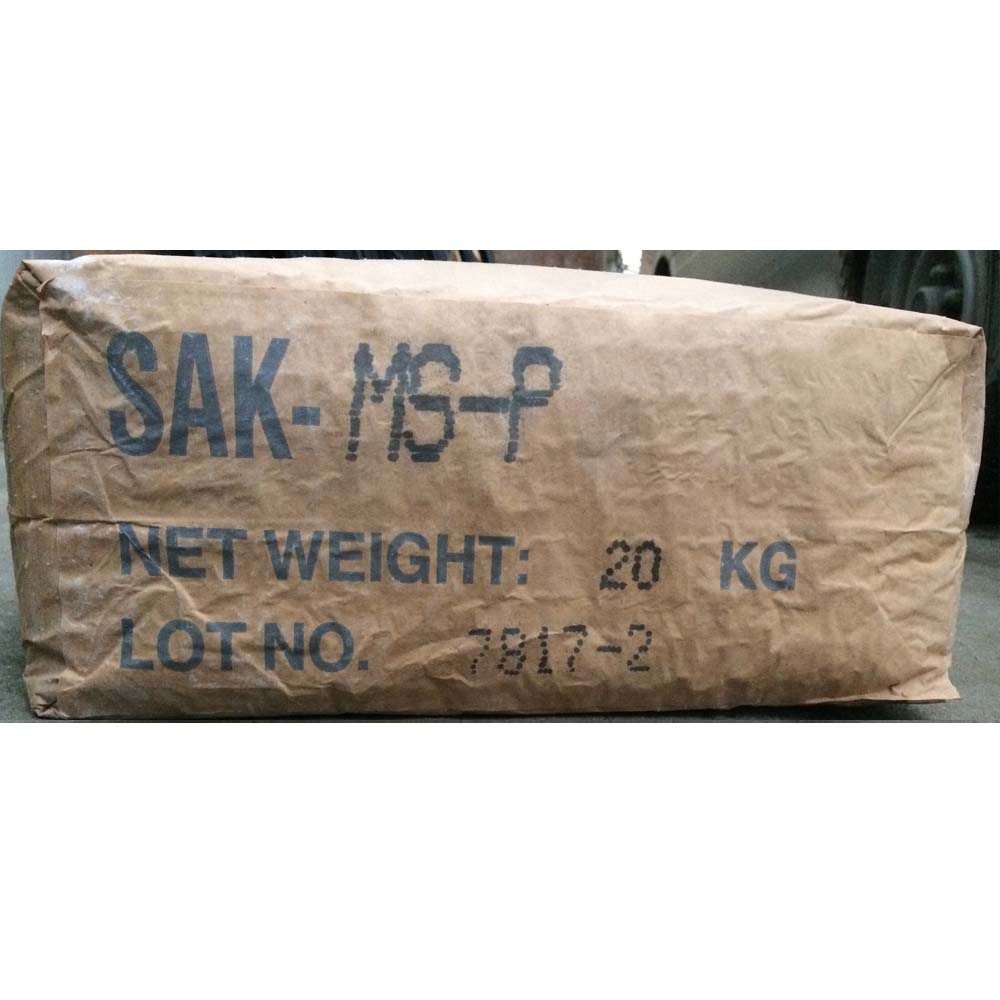 SAK-MS-P
NET WEIGHT: 20 KG
LOT NO. 7817-2